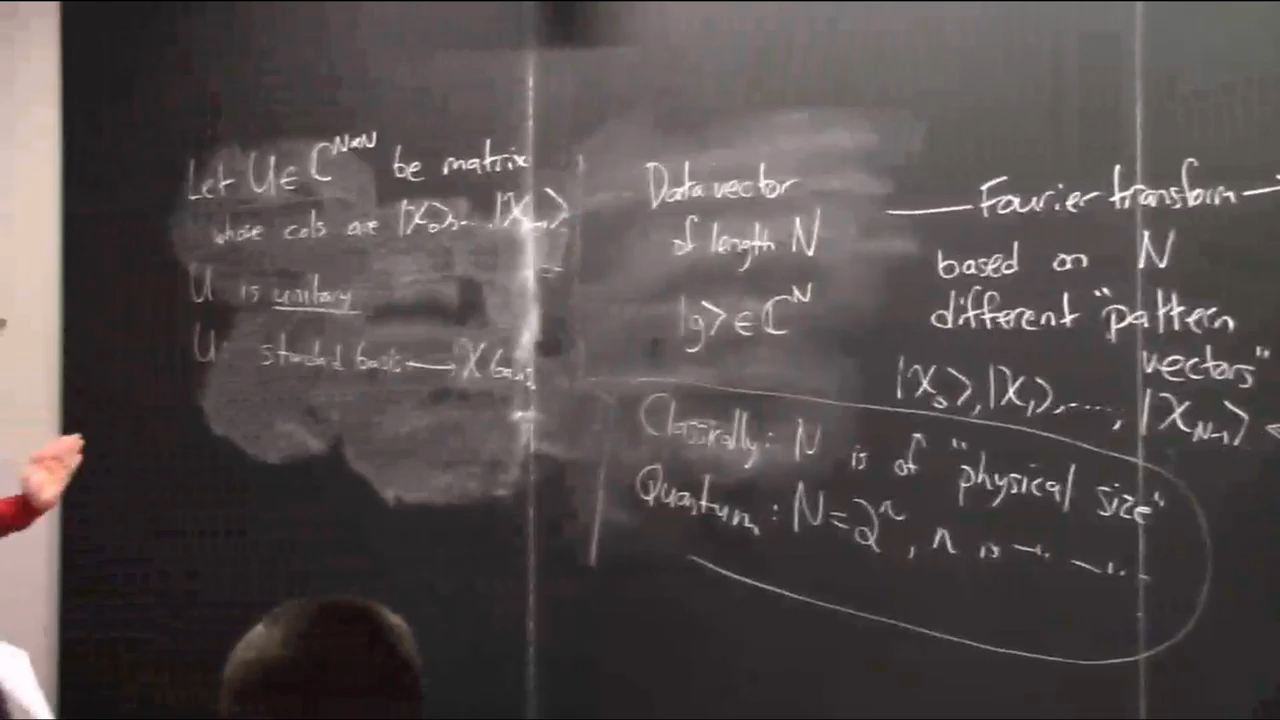 Let U ∈ ℂ^{N×N} be matrix
whose cols are |χ₀⟩, ..., |χ_{N-1}⟩
U is unitary
U standard basis → χ basis
Data vector
of length N
|g⟩ ∈ ℂ^N
Fourier transform →
based on N
different "pattern
vectors"
|χ₀⟩, |χ₁⟩, ...., |χ_{N-1}⟩ ←
Classically: N is of "physical size"
Quantum: N = 2^n, n is —〃— —〃—